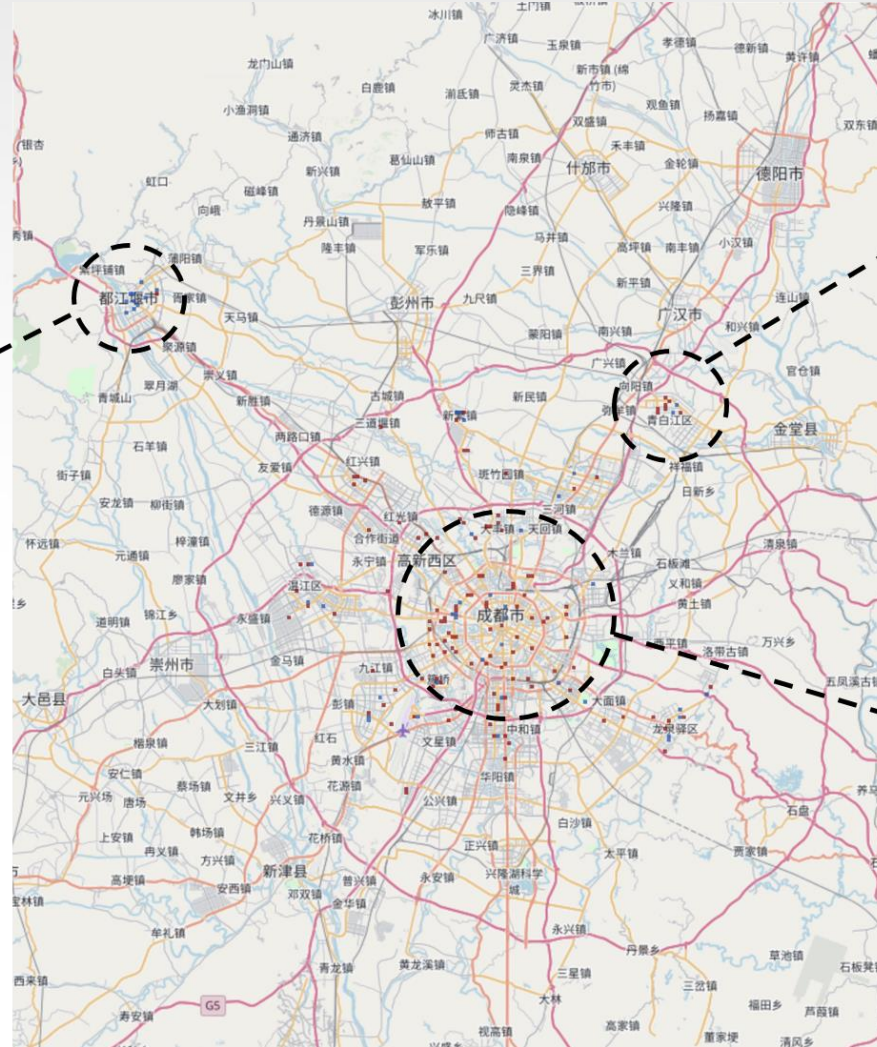 冰川镇
广济镇
玉泉镇
孝德镇
德新镇
黄许镇
龙门山镇
白鹿镇
湔氐镇
灵杰镇
新市镇 (绵
竹市)
观鱼镇
扬嘉镇
双东镇
小渔洞镇
通济镇
师古镇
双盛镇
禾丰镇
(银杏
葛仙山镇
南泉镇
什邡市
金轮镇
德阳市
虹口
磁峰镇
新兴镇
敖平镇
隐峰镇
兴隆镇
向峨
丹景山镇
隆丰镇
军乐镇
马井镇
高坪镇
南丰镇
小汉镇
蒲阳镇
紫坪铺镇
三界镇
新平镇
都江堰市
胥家镇
彭州市
九尺镇
连山镇
天马镇
广汉市
和兴镇
聚源镇
蒙阳镇
南兴镇
崇义镇
广兴镇
官仓镇
翠月湖
青城山
新胜镇
古城镇
新民镇
向阳镇
弥牟镇
青白江区
三道堰镇
金堂县
石羊镇
两路口镇
友爱镇
红兴镇
斑竹园镇
祥福镇
街子镇
日新乡
安龙镇
柳街镇
德源镇
红光镇
三河镇
大丰镇
天回镇
怀远镇
梓潼镇
合作街道
清泉镇
元通镇
永宁镇
高新西区
木兰镇
石板滩
廖家镇
温江区
义和镇
黄土镇
道明镇
锦江乡
永盛镇
成都市
西平镇
洛带古镇
万兴乡
白头镇
崇州市
金马镇
九江镇
五凤溪古镇
大邑县
大划镇
彭镇
簇桥
大面镇
龙泉驿区
楷泉镇
三江镇
红石
文星镇
中和镇
安仁镇
蔡场镇
黄水镇
华阳镇
元兴场
唐场
文井乡
兴义镇
花源镇
公兴镇
石盘
养马
上安镇
韩场镇
花桥镇
白沙镇
冉义镇
方兴镇
正兴镇
太平镇
贾家镇
高埂镇
安西镇
新津县
普兴镇
永安镇
兴隆湖科学
城
宝林镇
邓双镇
金华镇
牟礼镇
永兴镇
丹景乡
草池镇
西来镇
青龙镇
黄龙溪镇
三星镇
石板凳
大林
三岔镇
G5
寿安镇
福田乡
芦葭镇
视高镇
高家镇
董家埂
清风乡